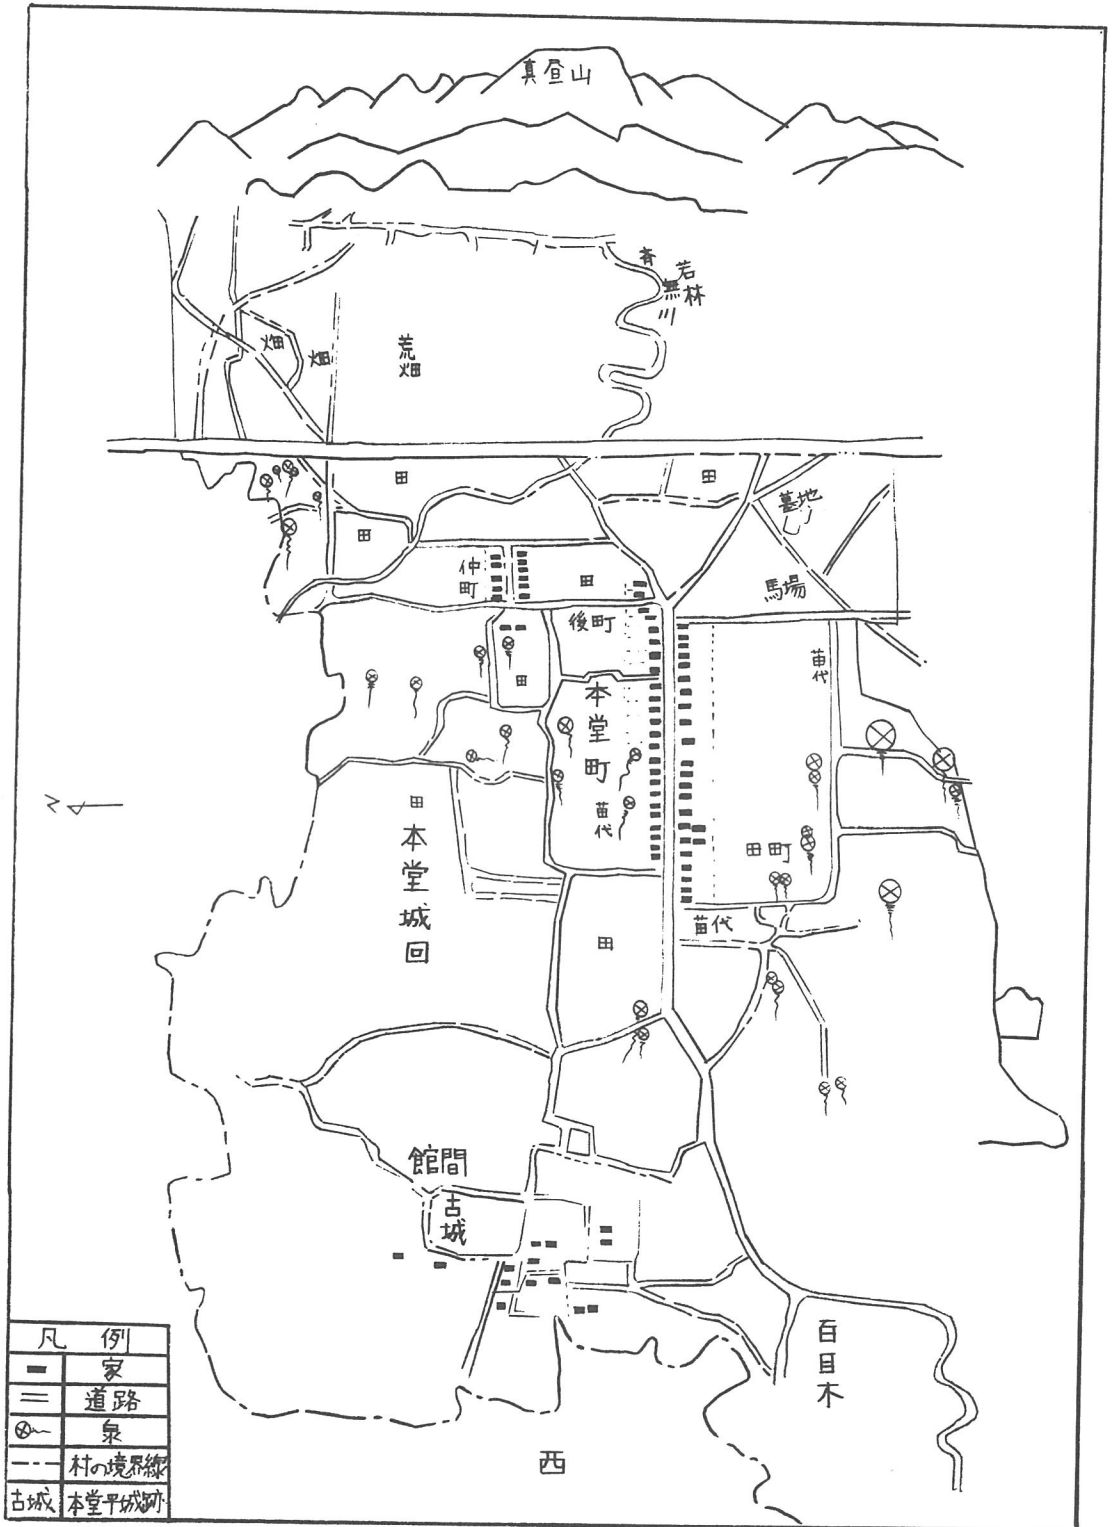 真昼山
若林
畑
畑
荒畑
田
田
墓地
田
仲町
田
馬場
後町
苗代
田
本堂町
苗代
田
本堂城回
田町
苗代
田
館間
古城
百目木
西
N
凡例
家
道路
泉
村の境界線
古城
本堂平城跡